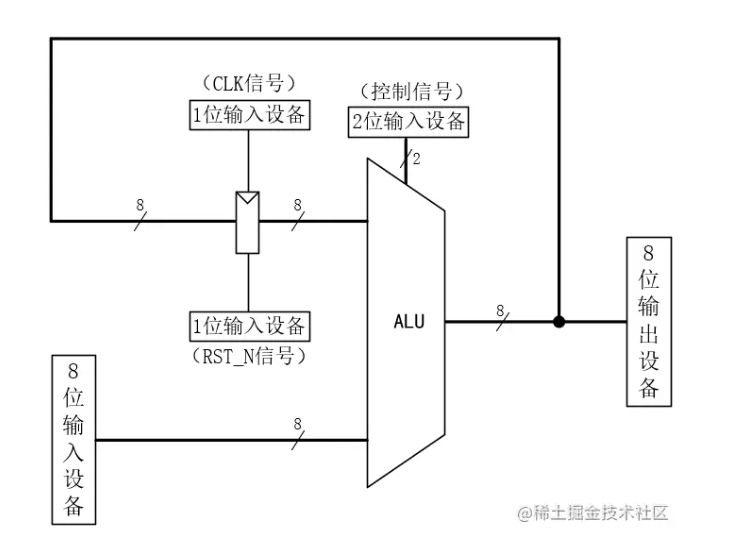 （CLK信号）
1位输入设备
（控制信号）
2位输入设备
2
8
8
8位输出设备
ALU
8
1位输入设备
（RST_N信号）
8位输入设备
8
@稀土掘金技术社区